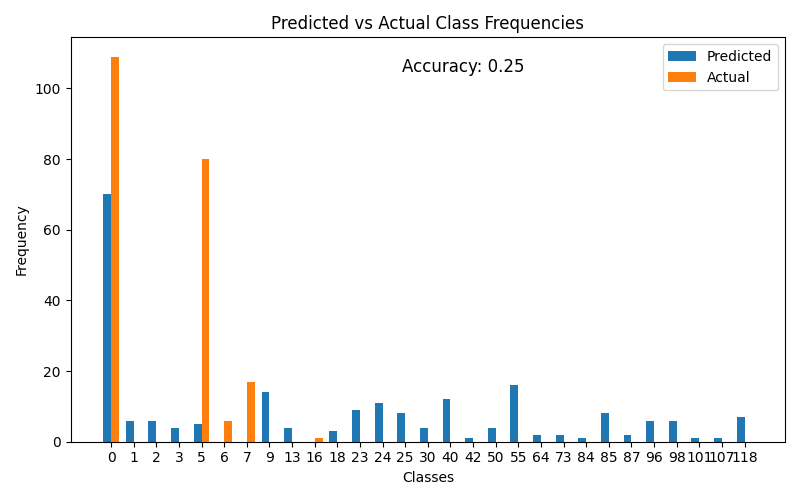 Predicted vs Actual Class Frequencies
Accuracy: 0.25
Predicted
Actual
Frequency
100
80
60
40
20
0
0 1 2 3 5 6 7 9 13 16 18 23 24 25 30 40 42 50 55 64 73 84 85 87 96 98 101 107 118
Classes